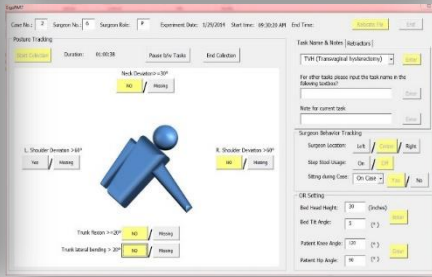 Case No.: 2 Surgeon No.: 6 Surgeon Role: P Experiment Date: 1/29/2014 Start time: 09:30:20 AM End Time:
Posture Tracking
Start Collection Duration: 01:00:38 Pause b/w Tasks End Collection
Neck Deviation>=30°
NO / Missing
L. Shoulder Deviation >60°
Yes / Missing
R. Shoulder Deviation >60°
NO / Missing
Trunk flexion >=20° NO / Missing
Trunk lateral bending > 20° NO / Missing
Task Name & Notes Retractors
TVH (Transvaginal hysterectomy) Enter
For other tasks please input the task name in the
following textbox?
Enter
Note for current task
Enter
Surgeon Behavior Tracking
Surgeon Location: Left / Center / Right
Step Stool Usage: On / Off
Sitting during Case: On Case Yes / No
OR Setting
Bed Head Height: 30 (inches)
Bed Tilt Angle: (°)
Enter
Patient Knee Angle: 120 (°)
Patient Hip Angle: 90 (°)
Enter